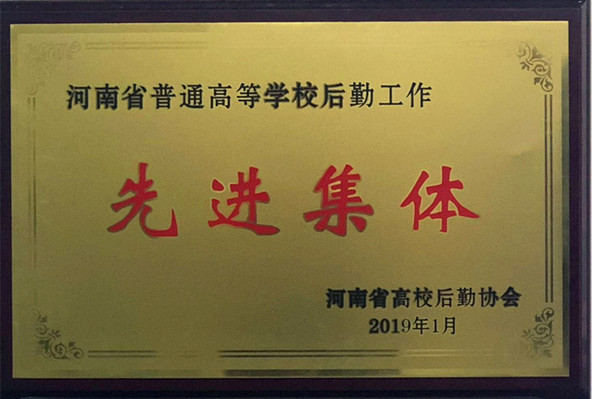 河南省普通高等学校后勤工作
先进集体
河南省高校后勤协会
2019年1月